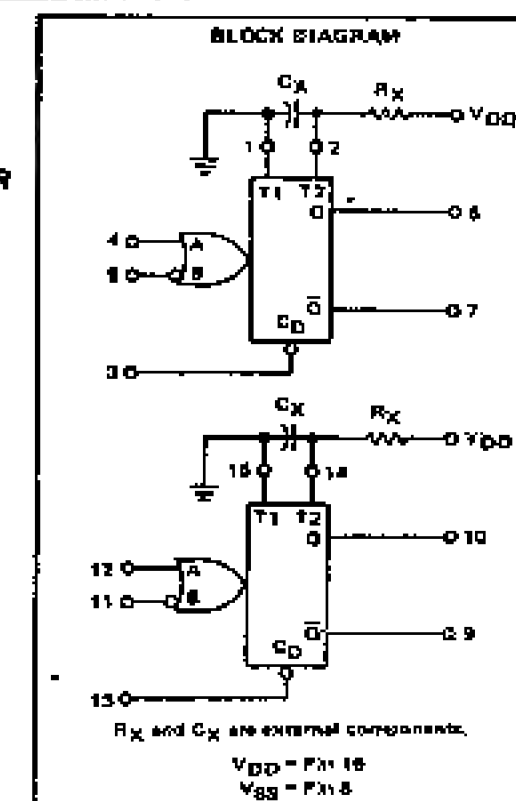 BLOCK DIAGRAM
CX RX VDD
1 2
T1 T2
Q 6
4 A
5 B
Q 7
CD
3
CX RX VDD
15 14
T1 T2
Q 10
12 A
11 B
Q 9
CD
13
RX and CX are external components.
VDD = Pin 16
VSS = Pin 8
R